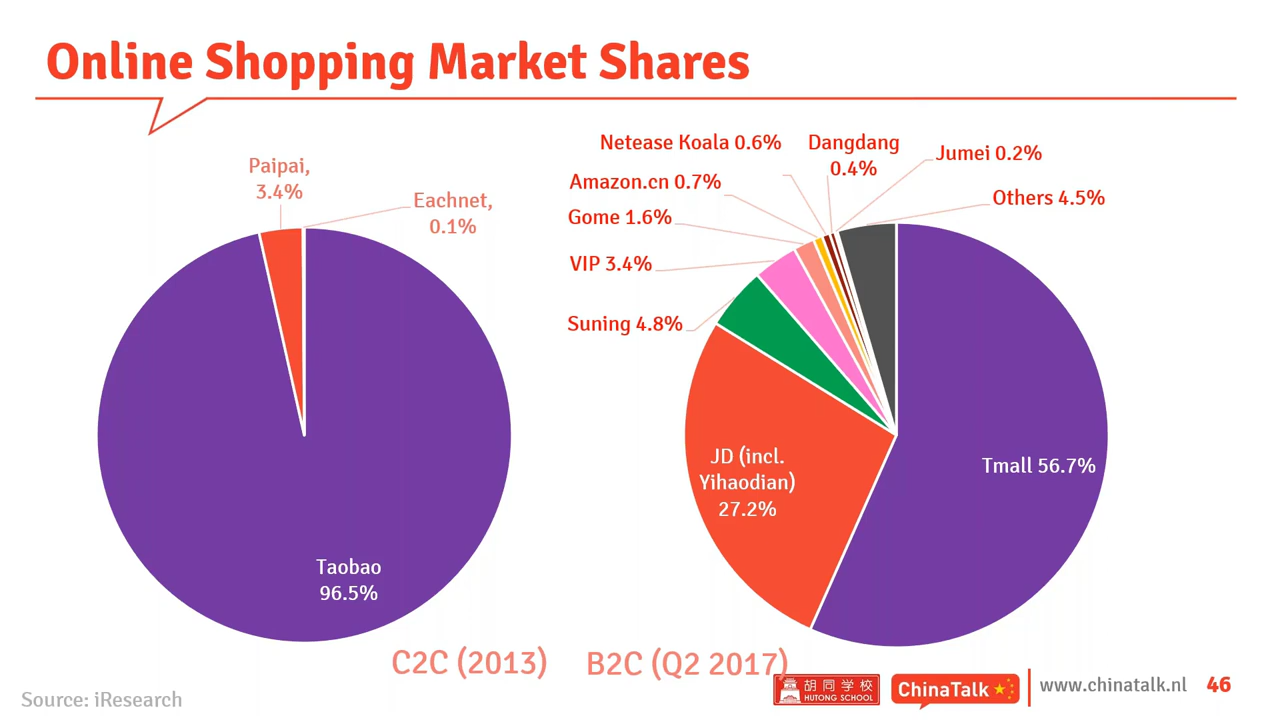 Online Shopping Market Shares
Paipai,
3.4%
Eachnet,
0.1%
Taobao
96.5%
C2C (2013)
Netease Koala 0.6%
Dangdang
0.4%
Jumei 0.2%
Amazon.cn 0.7%
Others 4.5%
Gome 1.6%
VIP 3.4%
Suning 4.8%
JD (incl.
Yihaodian)
27.2%
Tmall 56.7%
B2C (Q2 2017)
Source: iResearch
胡同学校
HUTONG SCHOOL
ChinaTalk
www.chinatalk.nl
46